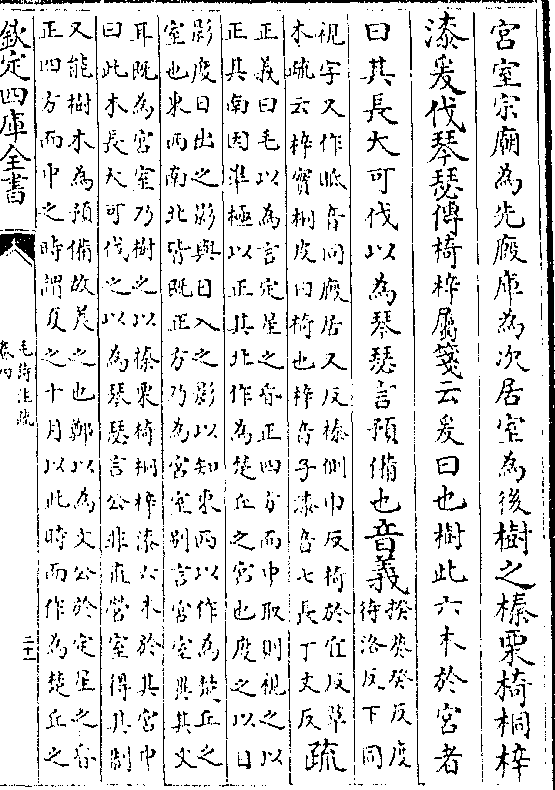 宮室宗廟為先廐庫為次居室為後樹之榛栗椅桐梓
漆爰伐琴瑟傳椅梓屬箋云爰曰也樹此六木於宮者
曰其長大可伐以為琴瑟言預備也音義
揆葵癸反度
待洛反下同
視字又作眡音同廐居又反榛側巾反椅於宜反草
木疏云梓實桐皮曰椅也梓音子漆音七長丁丈反
疏
正義曰毛以為言定星之昏正四方而中取則視之以
正其南因準極以正其北作為楚丘之宮也度之以日
影度日出之影與日入之影以知東西以作為楚丘之
室也東西南北皆既正方乃為宮室别言宮室異其文
耳既為宮室乃樹之以榛栗椅桐梓漆六木於其宮中
曰此木長大可伐之以為琴瑟言公非直營室得其制
又能樹木為預備故美之也鄭以為文公於定星之昏
正四方而中之時謂夏之十月以此時而作為楚丘之
欽定四庫全書
毛詩注疏
卷四
二十一